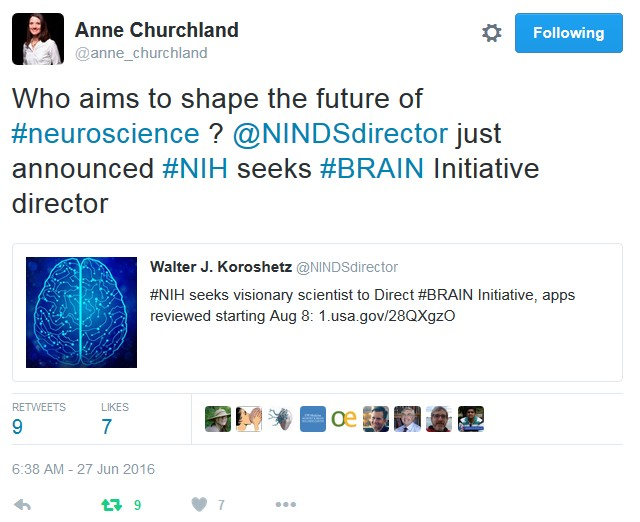 Anne Churchland
@anne_churchland
Following
Who aims to shape the future of
#neuroscience ? @NINDSdirector just
announced #NIH seeks #BRAIN Initiative
director
Walter J. Koroshetz @NINDSdirector
#NIH seeks visionary scientist to Direct #BRAIN Initiative, apps
reviewed starting Aug 8: 1.usa.gov/28QXgzO
RETWEETS LIKES
9 7
oe
6:38 AM - 27 Jun 2016
9 7